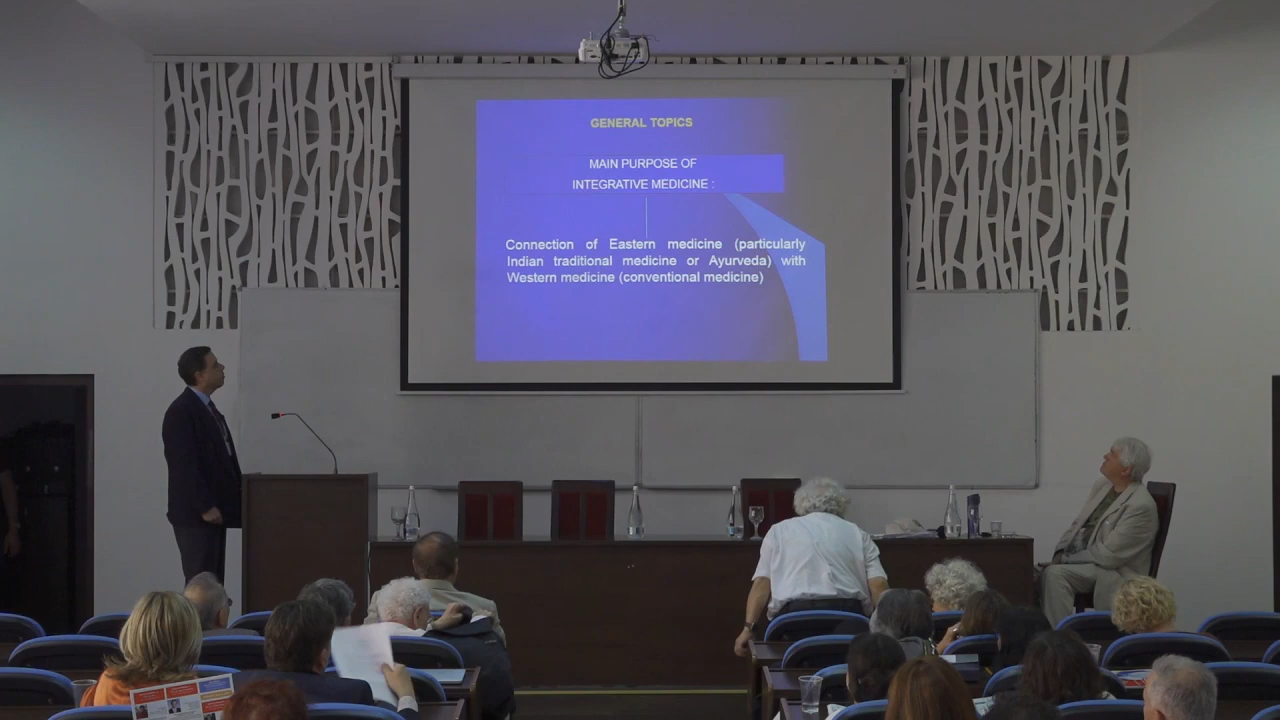 GENERAL TOPICS
MAIN PURPOSE OF
INTEGRATIVE MEDICINE :
Connection of Eastern medicine (particularly
Indian traditional medicine or Ayurveda) with
Western medicine (conventional medicine)